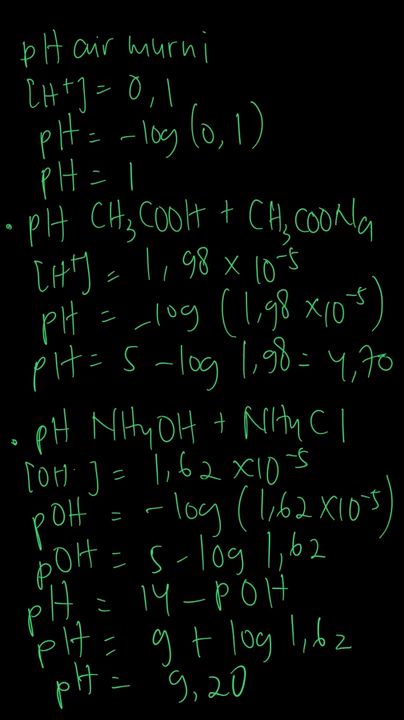 pH air murni
[H⁺] = 0,1
pH = -log (0,1)
pH = 1
• pH CH₃COOH + CH₃COONa
[H⁺] = 1,98 × 10⁻⁵
pH = -log (1,98 × 10⁻⁵)
pH = 5 - log 1,98 = 4,70
• pH NH₄OH + NH₄Cl
[OH⁻] = 1,62 × 10⁻⁵
pOH = -log (1,62 × 10⁻⁵)
pOH = 5 - log 1,62
pH = 14 - pOH
pH = 9 + log 1,62
pH = 9,20